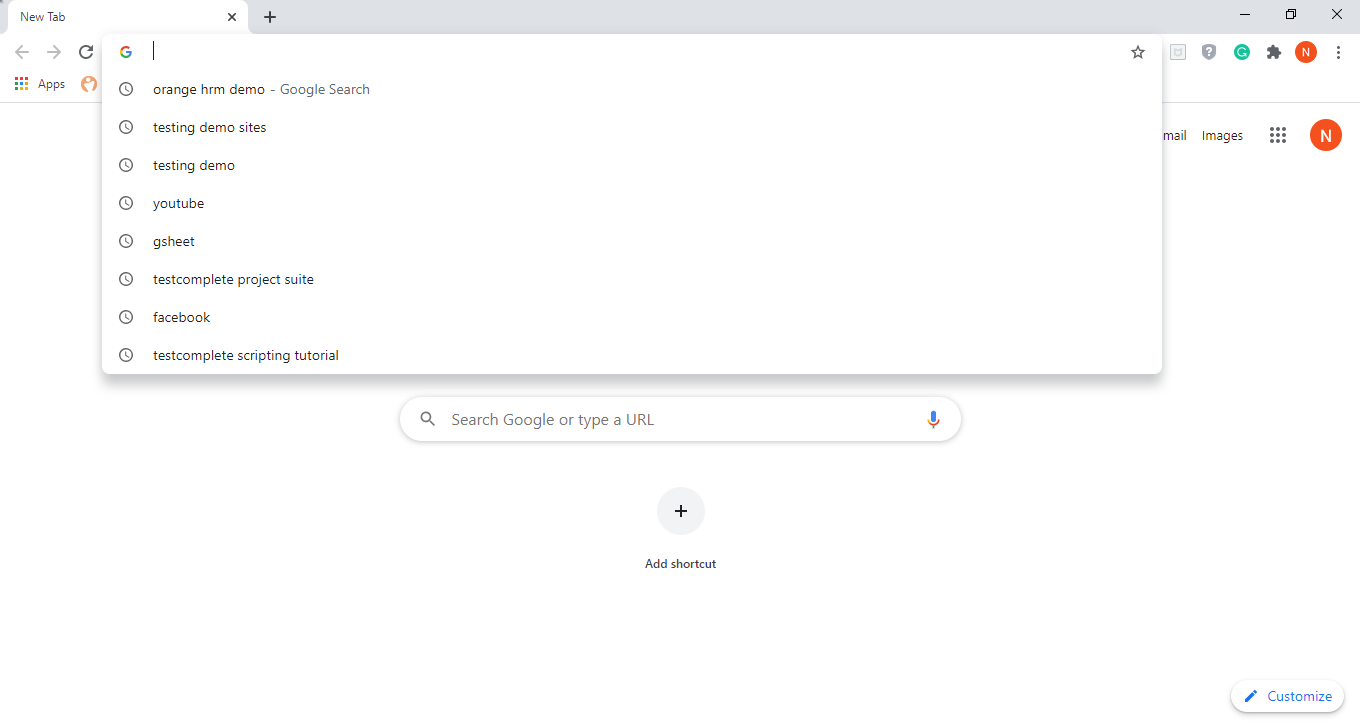 New Tab
Apps
orange hrm demo - Google Search
testing demo sites
testing demo
youtube
gsheet
testcomplete project suite
facebook
testcomplete scripting tutorial
mail Images N
N
Search Google or type a URL
Add shortcut
Customize